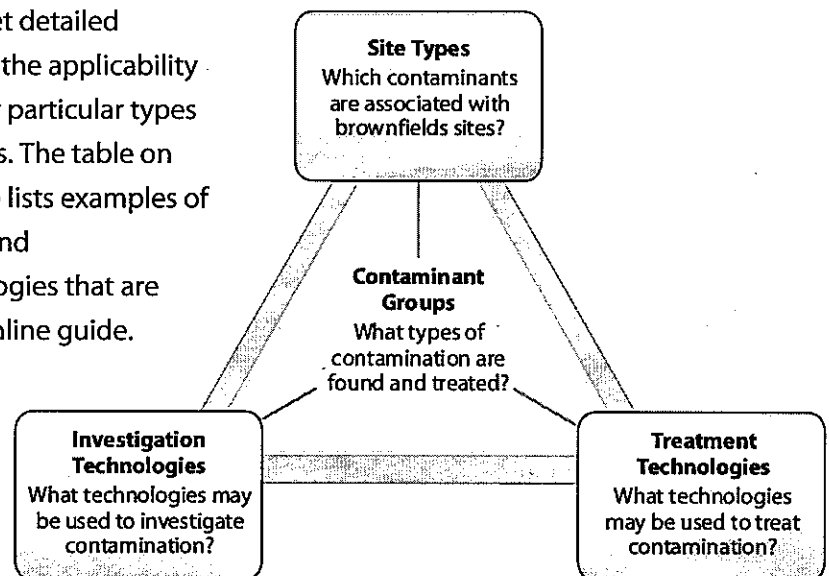 et detailed
the applicability
particular types
s. The table on
lists examples of
nd
ogies that are
nline guide.
Site Types
Which contaminants
are associated with
brownfields sites?
Contaminant
Groups
What types of
contamination are
found and treated?
Investigation
Technologies
What technologies may
be used to investigate
contamination?
Treatment
Technologies
What technologies
may be used to treat
contamination?